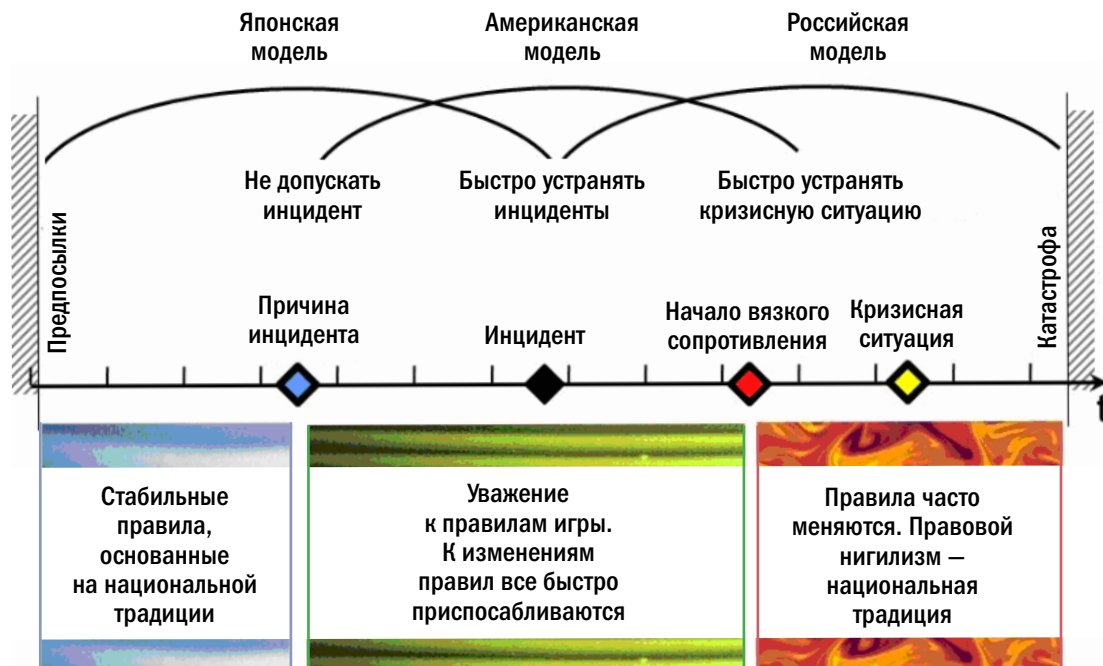 Японская
модель
Американская
модель
Российская
модель
Не допускать
инцидент
Быстро устранять
инциденты
Быстро устранять
кризисную ситуацию
Предпосылки
Причина
инцидента
Инцидент
Начало вязкого
сопротивления
Кризисная
ситуация
Катастрофа
t
Стабильные
правила,
основанные
на национальной
традиции
Уважение
к правилам игры.
К изменениям
правил все быстро
приспосабливаются
Правила часто
меняются. Правовой
нигилизм —
национальная
традиция